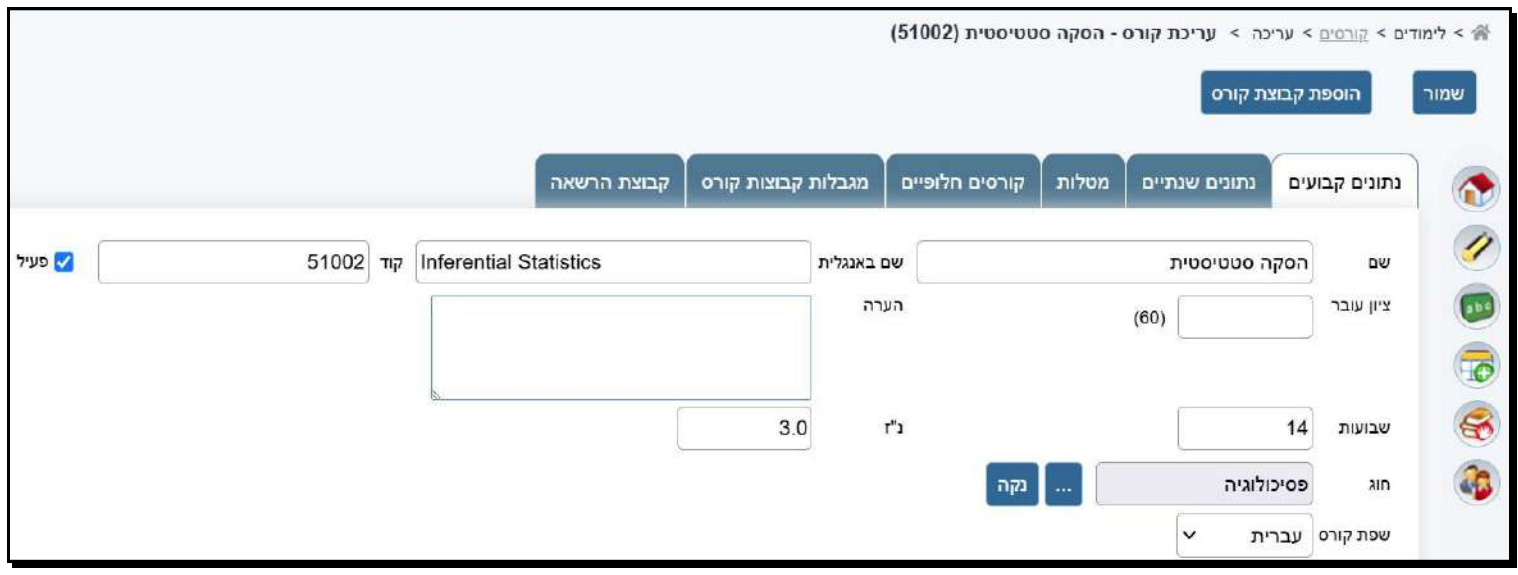 > לימודים > קורסים > עריכה > עריכת קורס - הסקה סטטיסטית (51002)
שמור הוספת קבוצת קורס
נתונים קבועים נתונים שנתיים מטלות קורסים חלופיים מגבלות קבוצות קורס קבוצת הרשאה
שם הסקה סטטיסטית שם באנגלית Inferential Statistics קוד 51002 פעיל
ציון עובר (60) הערה
שבועות 14 נ"ז 3.0
חוג פסיכולוגיה ... נקה
שפת קורס עברית
abc